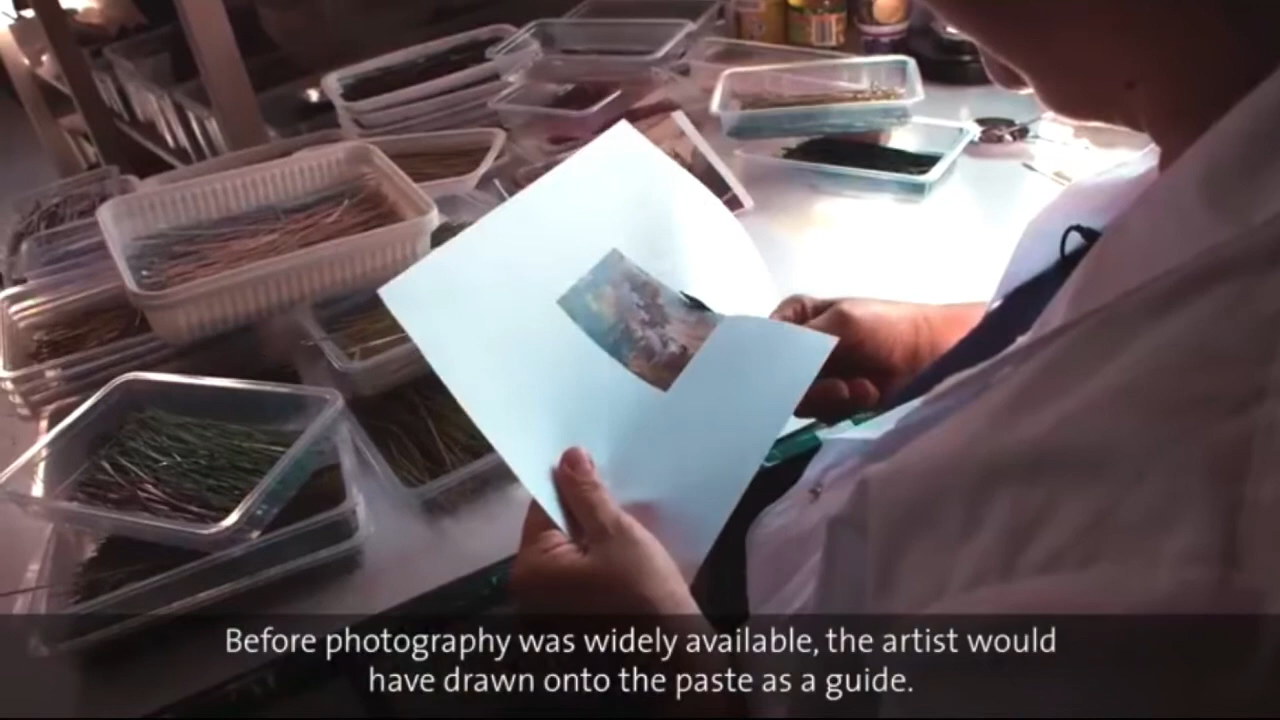 Before photography was widely available, the artist would
have drawn onto the paste as a guide.